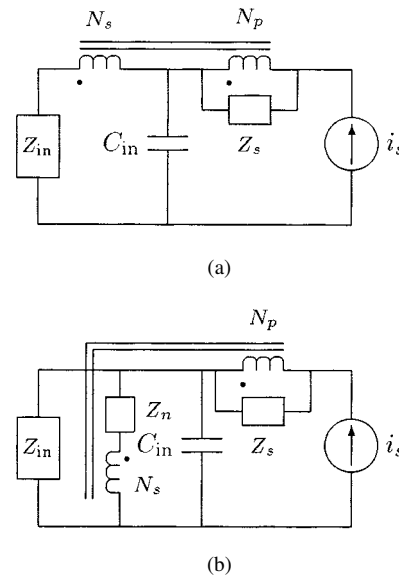 N_s N_p
Z_in C_in Z_s i_s
(a)
N_p
Z_n
Z_in C_in Z_s i_s
N_s
(b)